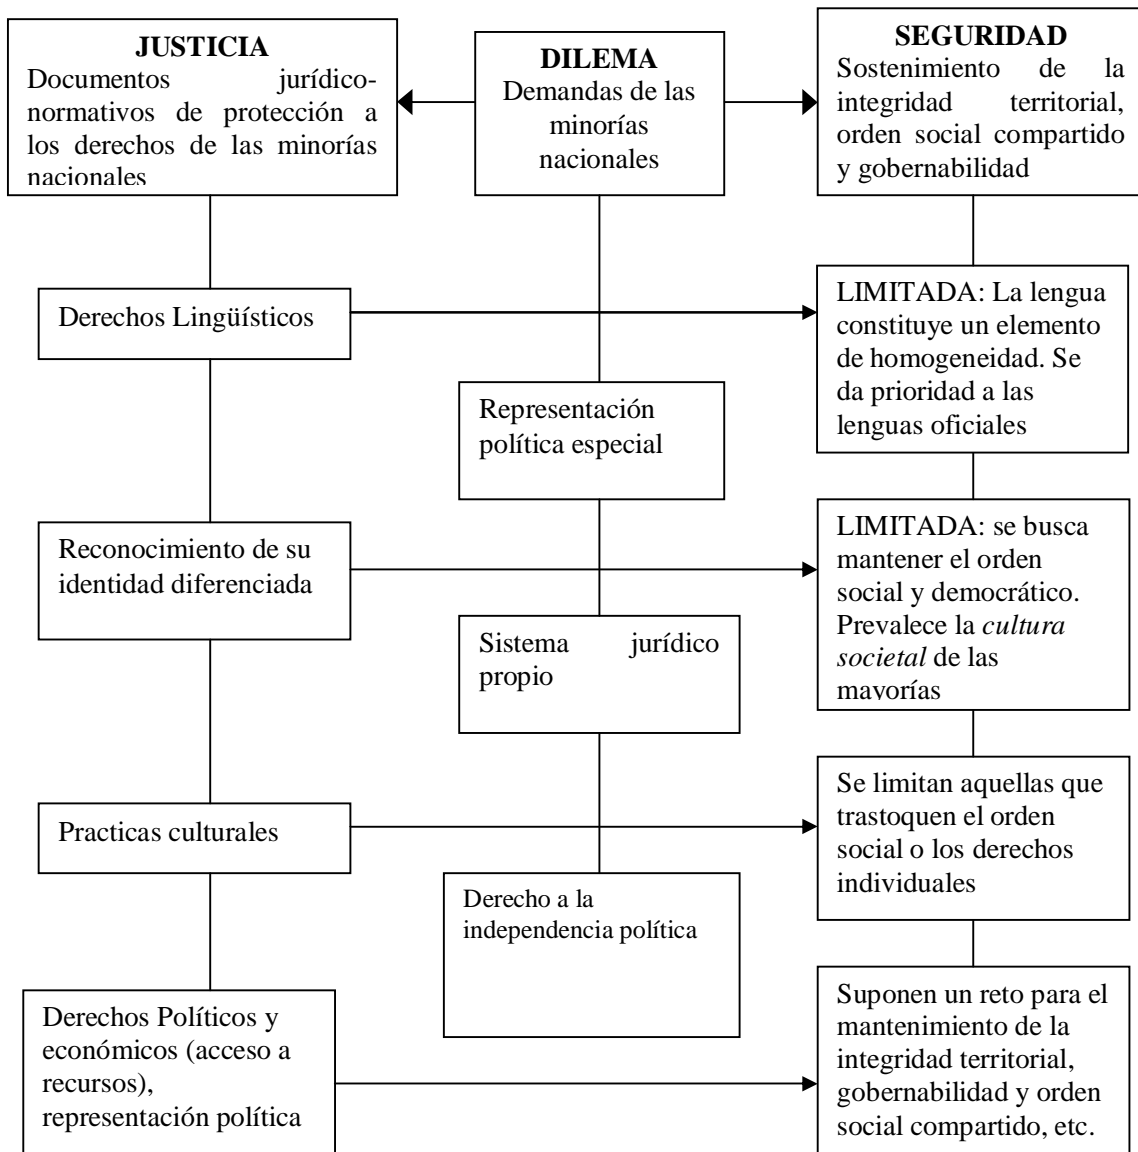 JUSTICIA
Documentos jurídico-
normativos de protección a
los derechos de las minorías
nacionales
DILEMA
Demandas de las
minorías
nacionales
SEGURIDAD
Sostenimiento de la
integridad territorial,
orden social compartido
y gobernabilidad
Derechos Lingüísticos
LIMITADA: La lengua
constituye un elemento
de homogeneidad. Se
da prioridad a las
lenguas oficiales
Representación
política especial
Reconocimiento de su
identidad diferenciada
LIMITADA: se busca
mantener el orden
social y democrático.
Prevalece la cultura
societal de las
mayorías
Sistema jurídico
propio
Practicas culturales
Se limitan aquellas que
trastoquen el orden
social o los derechos
individuales
Derecho a la
independencia política
Derechos Políticos y
económicos (acceso a
recursos),
representación política
Suponen un reto para el
mantenimiento de la
integridad territorial,
gobernabilidad y orden
social compartido, etc.